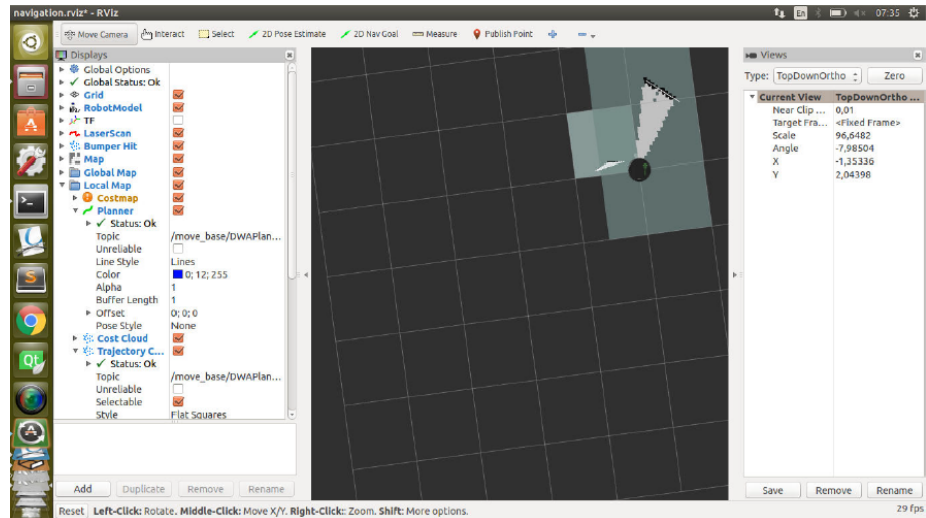 navigation.rviz* - RViz
En
07:35
Move Camera
Interact
Select
2D Pose Estimate
2D Nav Goal
Measure
Publish Point
Displays
Global Options
Global Status: Ok
Grid
RobotModel
TF
LaserScan
Bumper Hit
Map
Global Map
Local Map
Costmap
Planner
Status: Ok
Topic /move_base/DWAPlan...
Unreliable
Line Style Lines
Color 0; 12; 255
Alpha 1
Buffer Length 1
Offset 0; 0; 0
Pose Style None
Cost Cloud
Trajectory C...
Status: Ok
Topic /move_base/DWAPlan...
Unreliable
Selectable
Style Flat Squares
Add Duplicate Remove Rename
Views
Type: TopDownOrtho Zero
Current View TopDownOrtho ...
Near Clip ... 0,01
Target Fra... <Fixed Frame>
Scale 96,6482
Angle -7,98504
X -1,35336
Y 2,04398
Save Remove Rename
Reset Left-Click: Rotate. Middle-Click: Move X/Y. Right-Click:: Zoom. Shift: More options.
29 fps
A
S
Qt
A